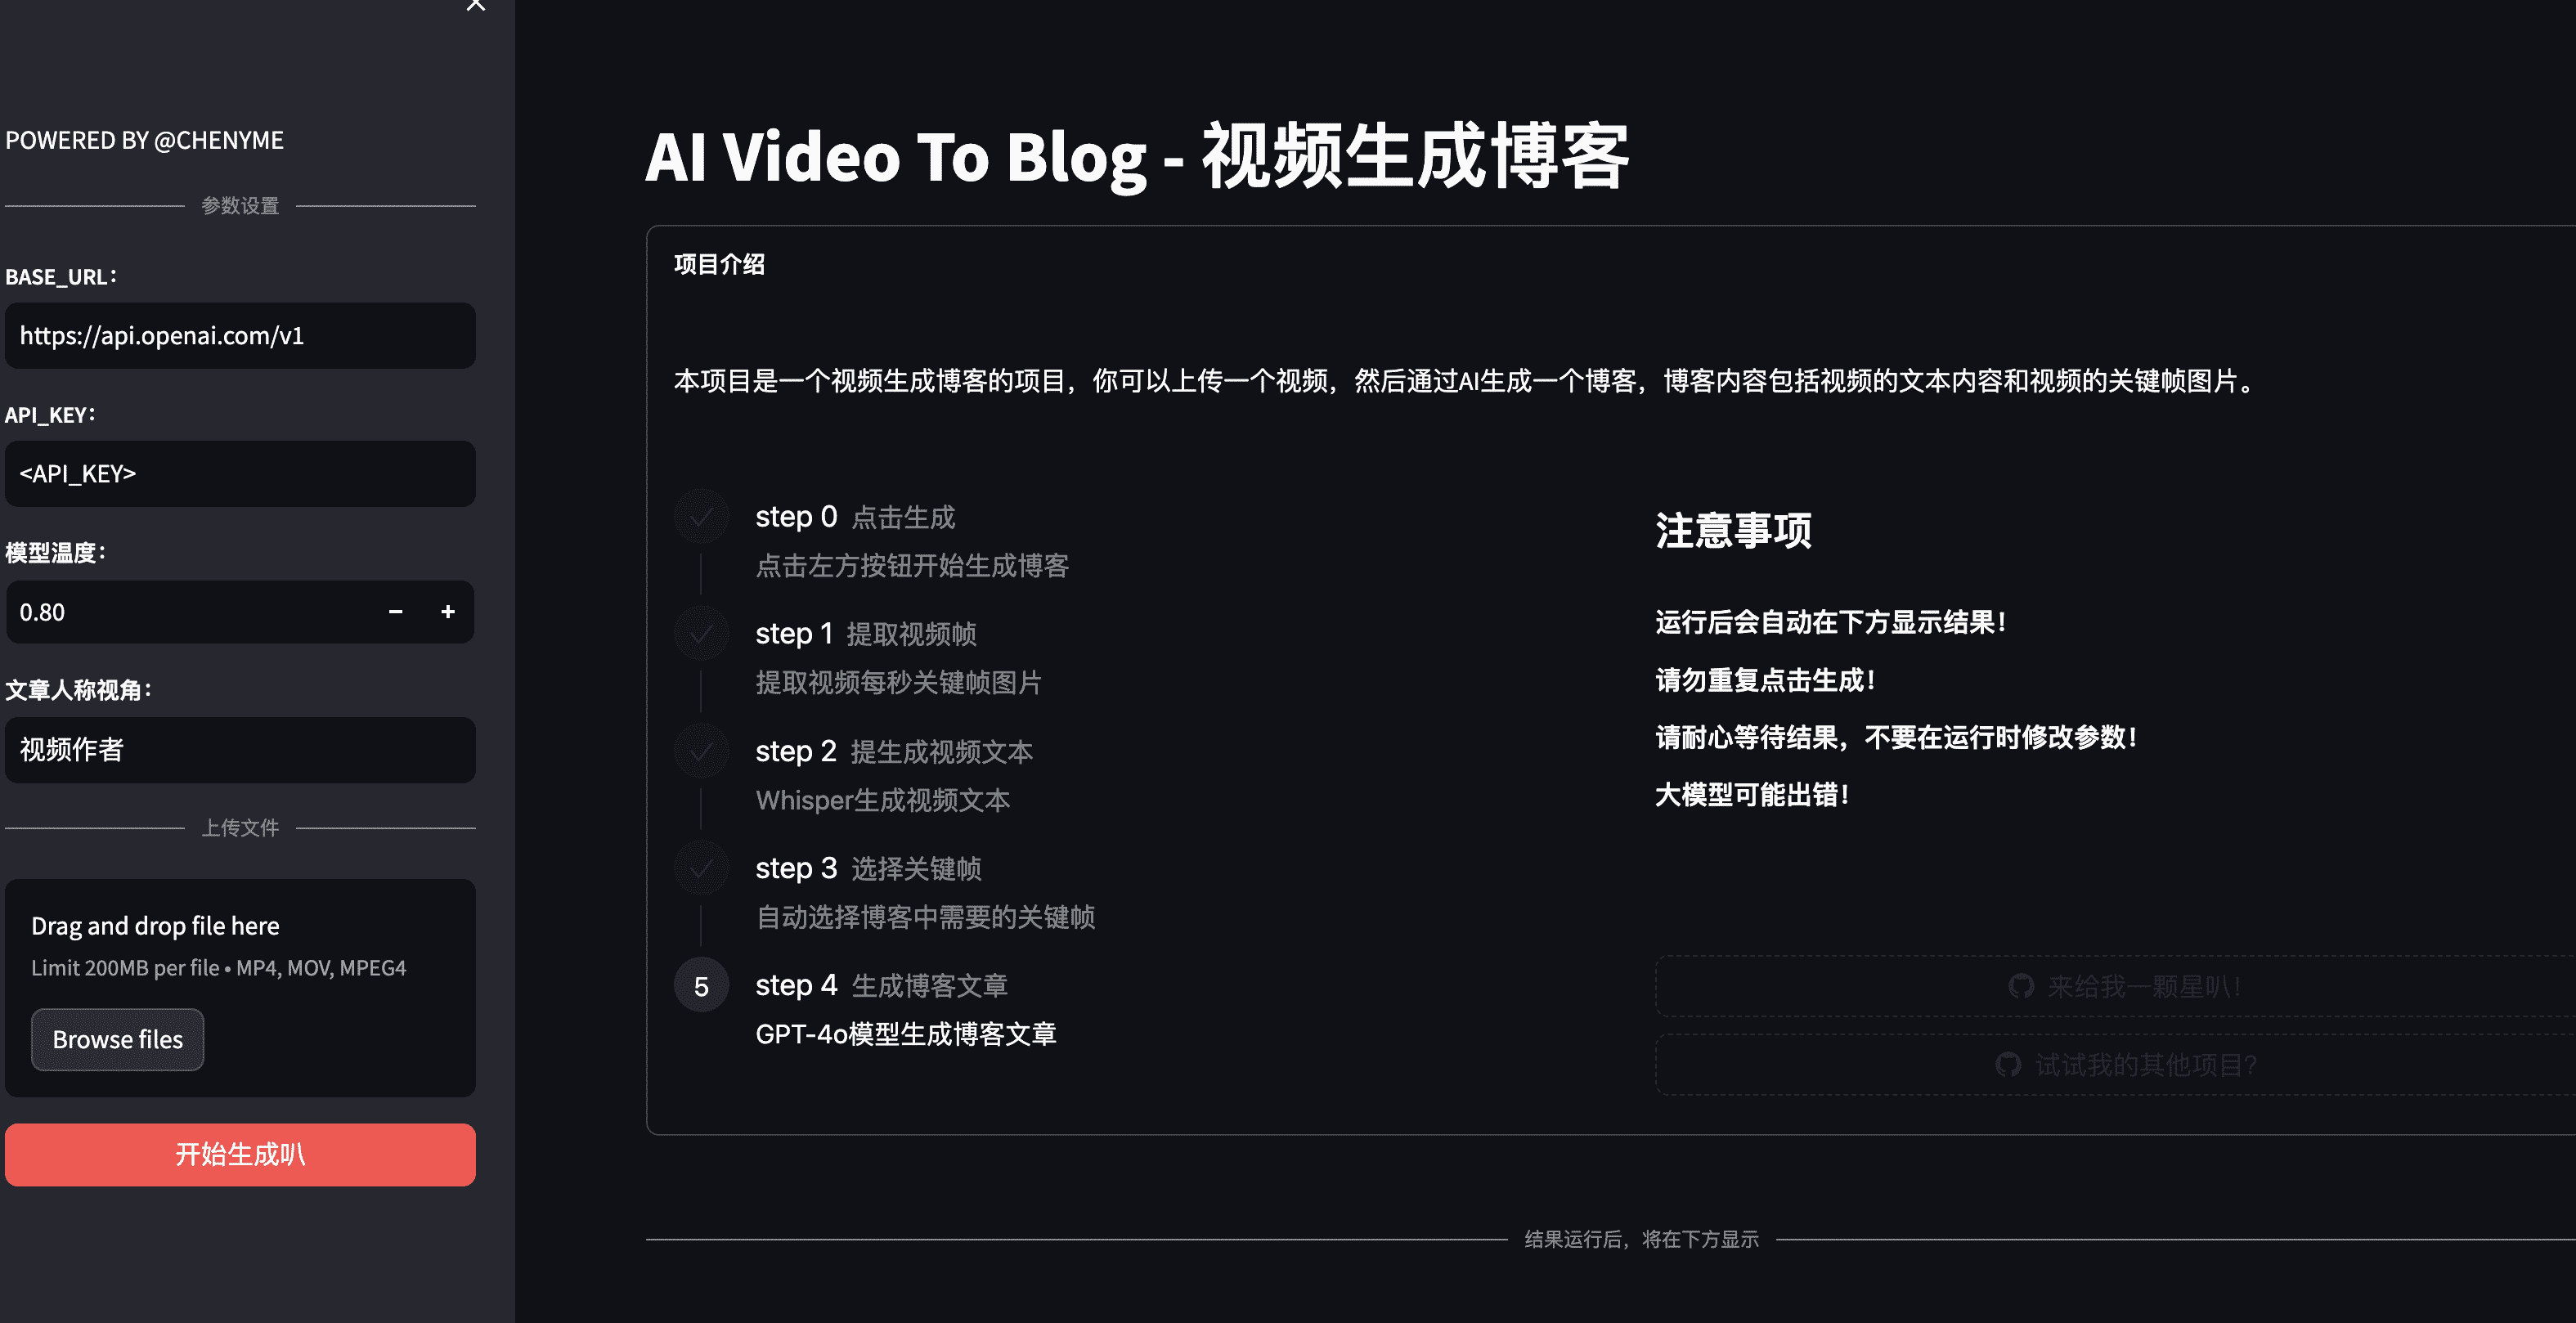 POWERED BY @CHENYME
参数设置
BASE_URL：
https://api.openai.com/v1
API_KEY：
<API_KEY>
模型温度：
0.80
文章人称视角：
视频作者
上传文件
Drag and drop file here
Limit 200MB per file • MP4, MOV, MPEG4
Browse files
开始生成叭
AI Video To Blog - 视频生成博客
项目介绍
本项目是一个视频生成博客的项目，你可以上传一个视频，然后通过AI生成一个博客，博客内容包括视频的文本内容和视频的关键帧图片。
step 0 点击生成
点击左方按钮开始生成博客
step 1 提取视频帧
提取视频每秒关键帧图片
step 2 提生成视频文本
Whisper生成视频文本
step 3 选择关键帧
自动选择博客中需要的关键帧
5 step 4 生成博客文章
GPT-4o模型生成博客文章
注意事项
运行后会自动在下方显示结果！
请勿重复点击生成！
请耐心等待结果，不要在运行时修改参数！
大模型可能出错！
来给我一颗星叭！
试试我的其他项目？
结果运行后，将在下方显示